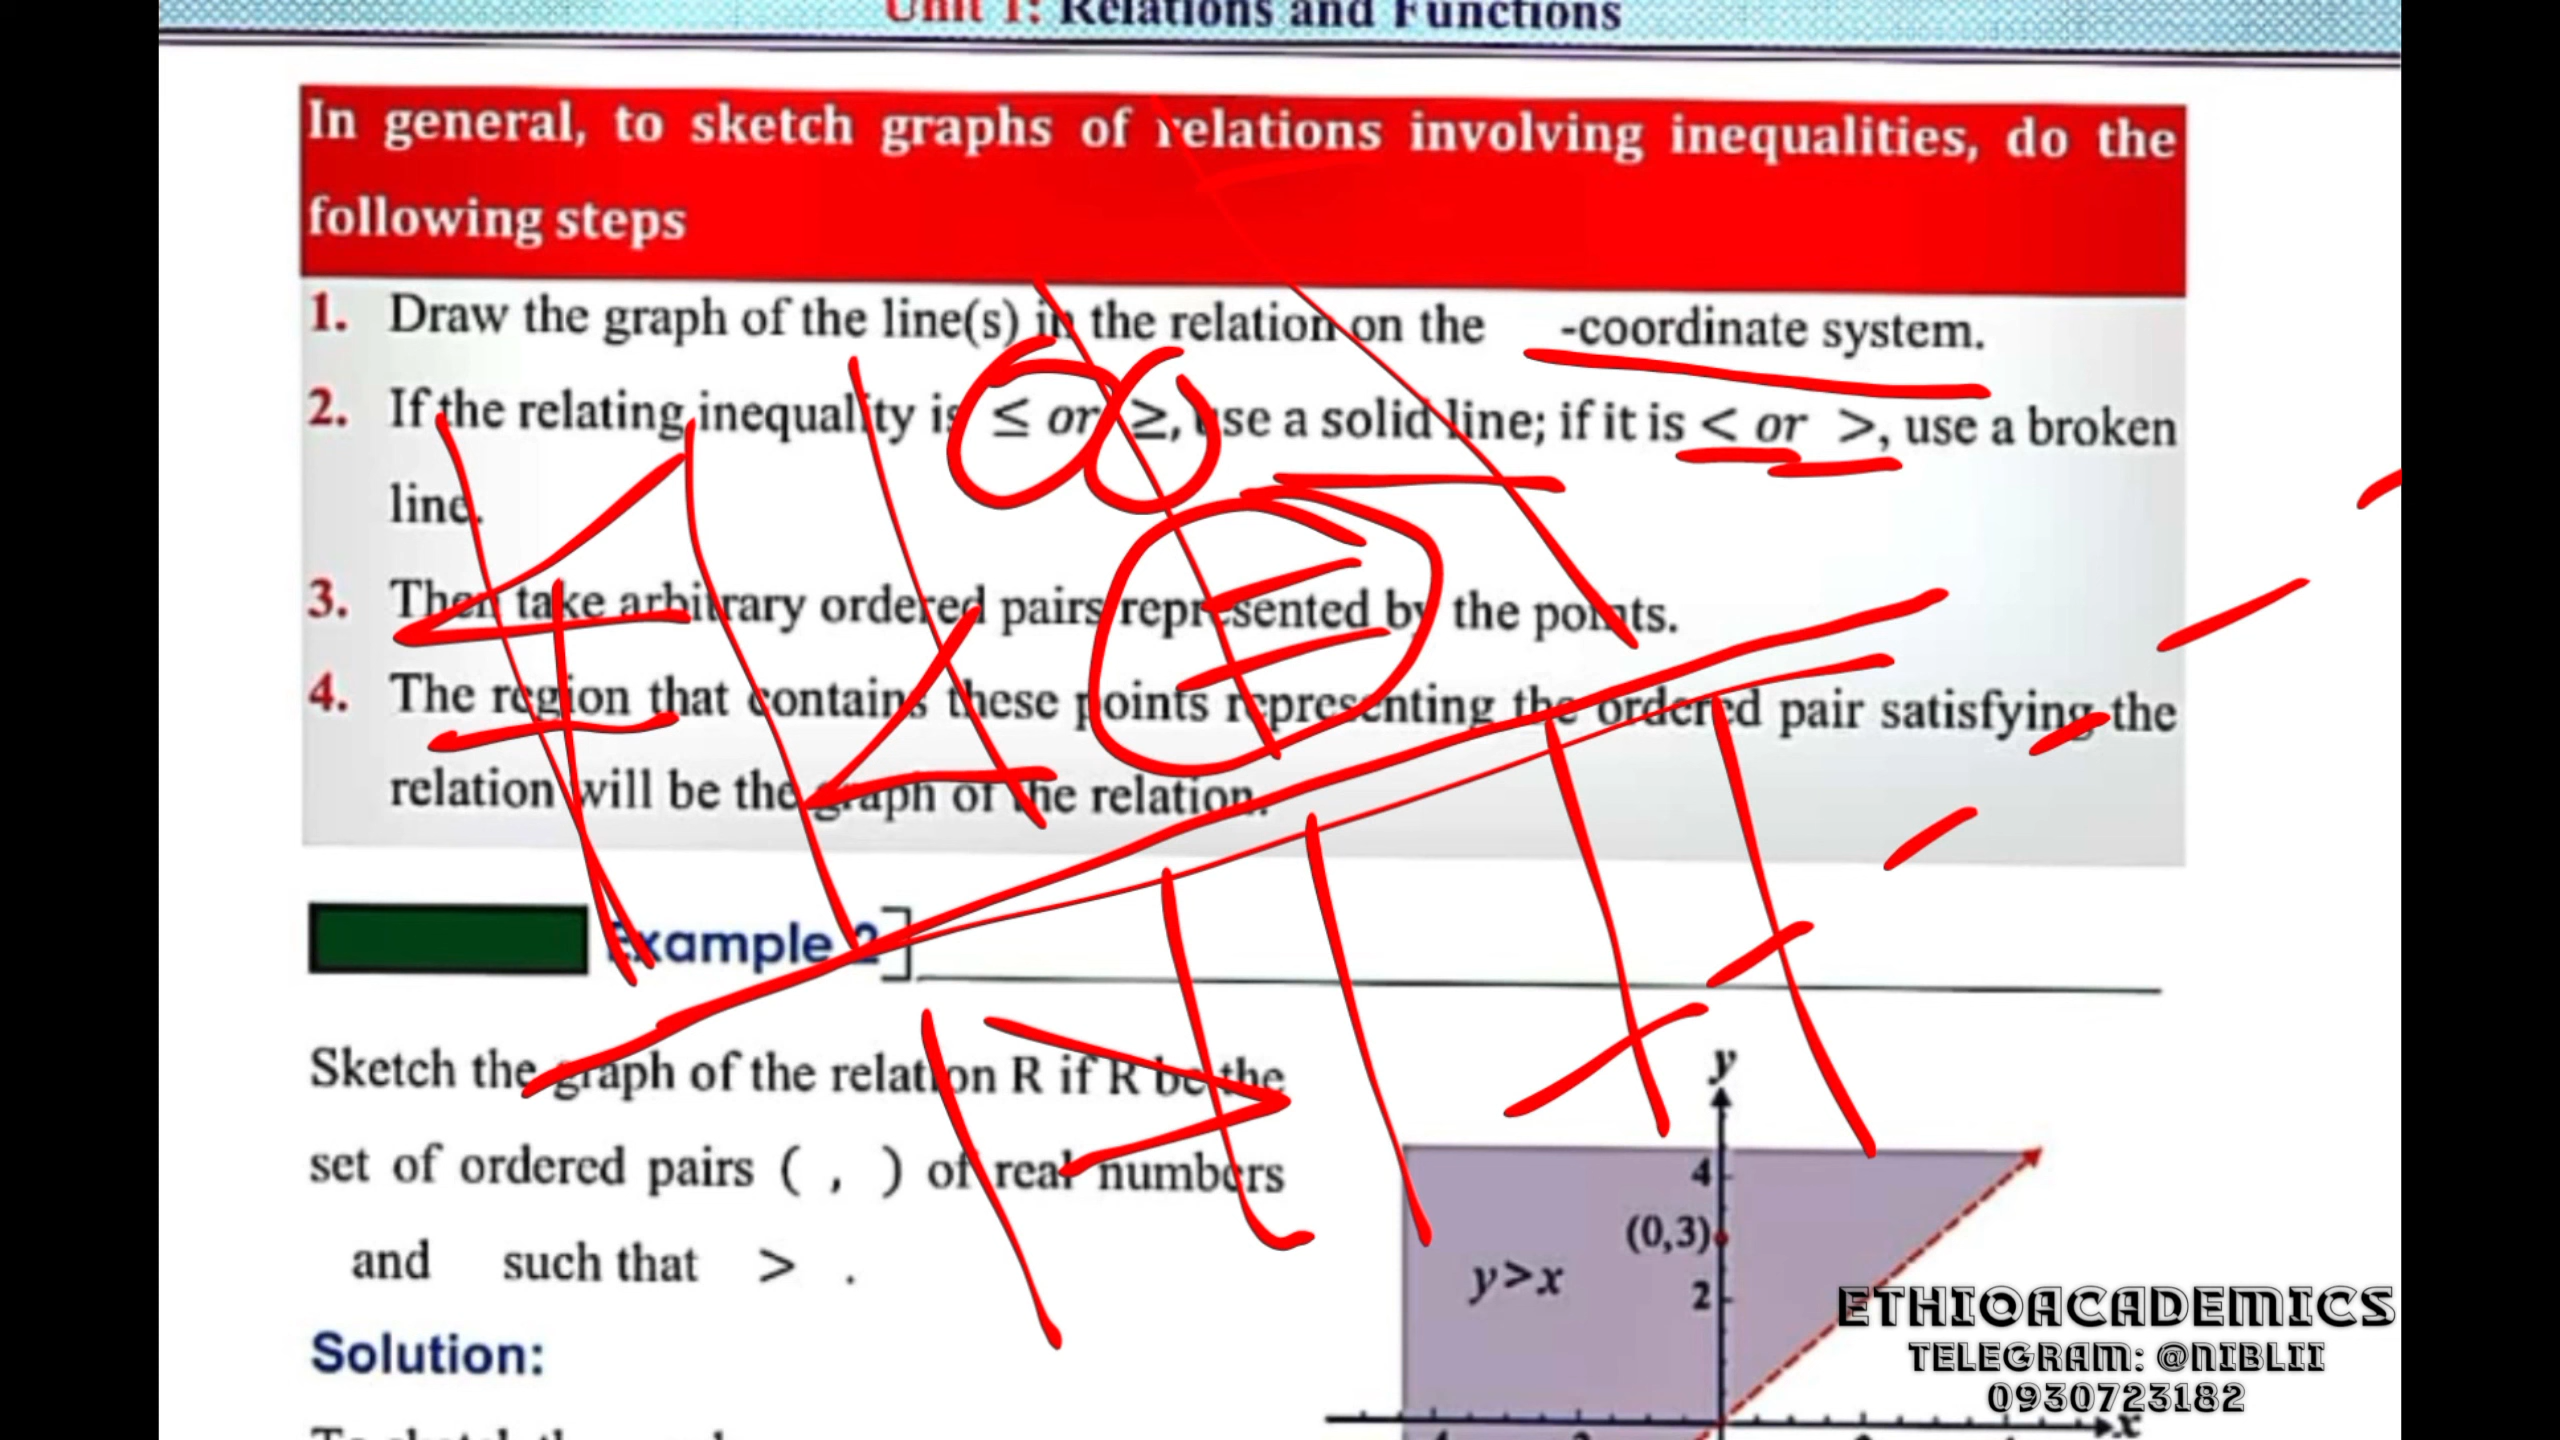 Unit 1: Relations and Functions
In general, to sketch graphs of relations involving inequalities, do the
following steps
1. Draw the graph of the line(s) in the relation on the -coordinate system.
2. If the relating inequality is ≤ or ≥, use a solid line; if it is < or >, use a broken
line.
3. Then take arbitrary ordered pairs represented by the points.
4. The region that contains these points representing the ordered pair satisfying the
relation will be the graph of the relation.
Example 2
Sketch the graph of the relation R if R be the
set of ordered pairs ( , ) of real numbers
and such that > .
Solution:
y
4
(0,3)
y>x
2
x
ETHIOACADEMICS
TELEGRAM: @NIBLII
0930723182